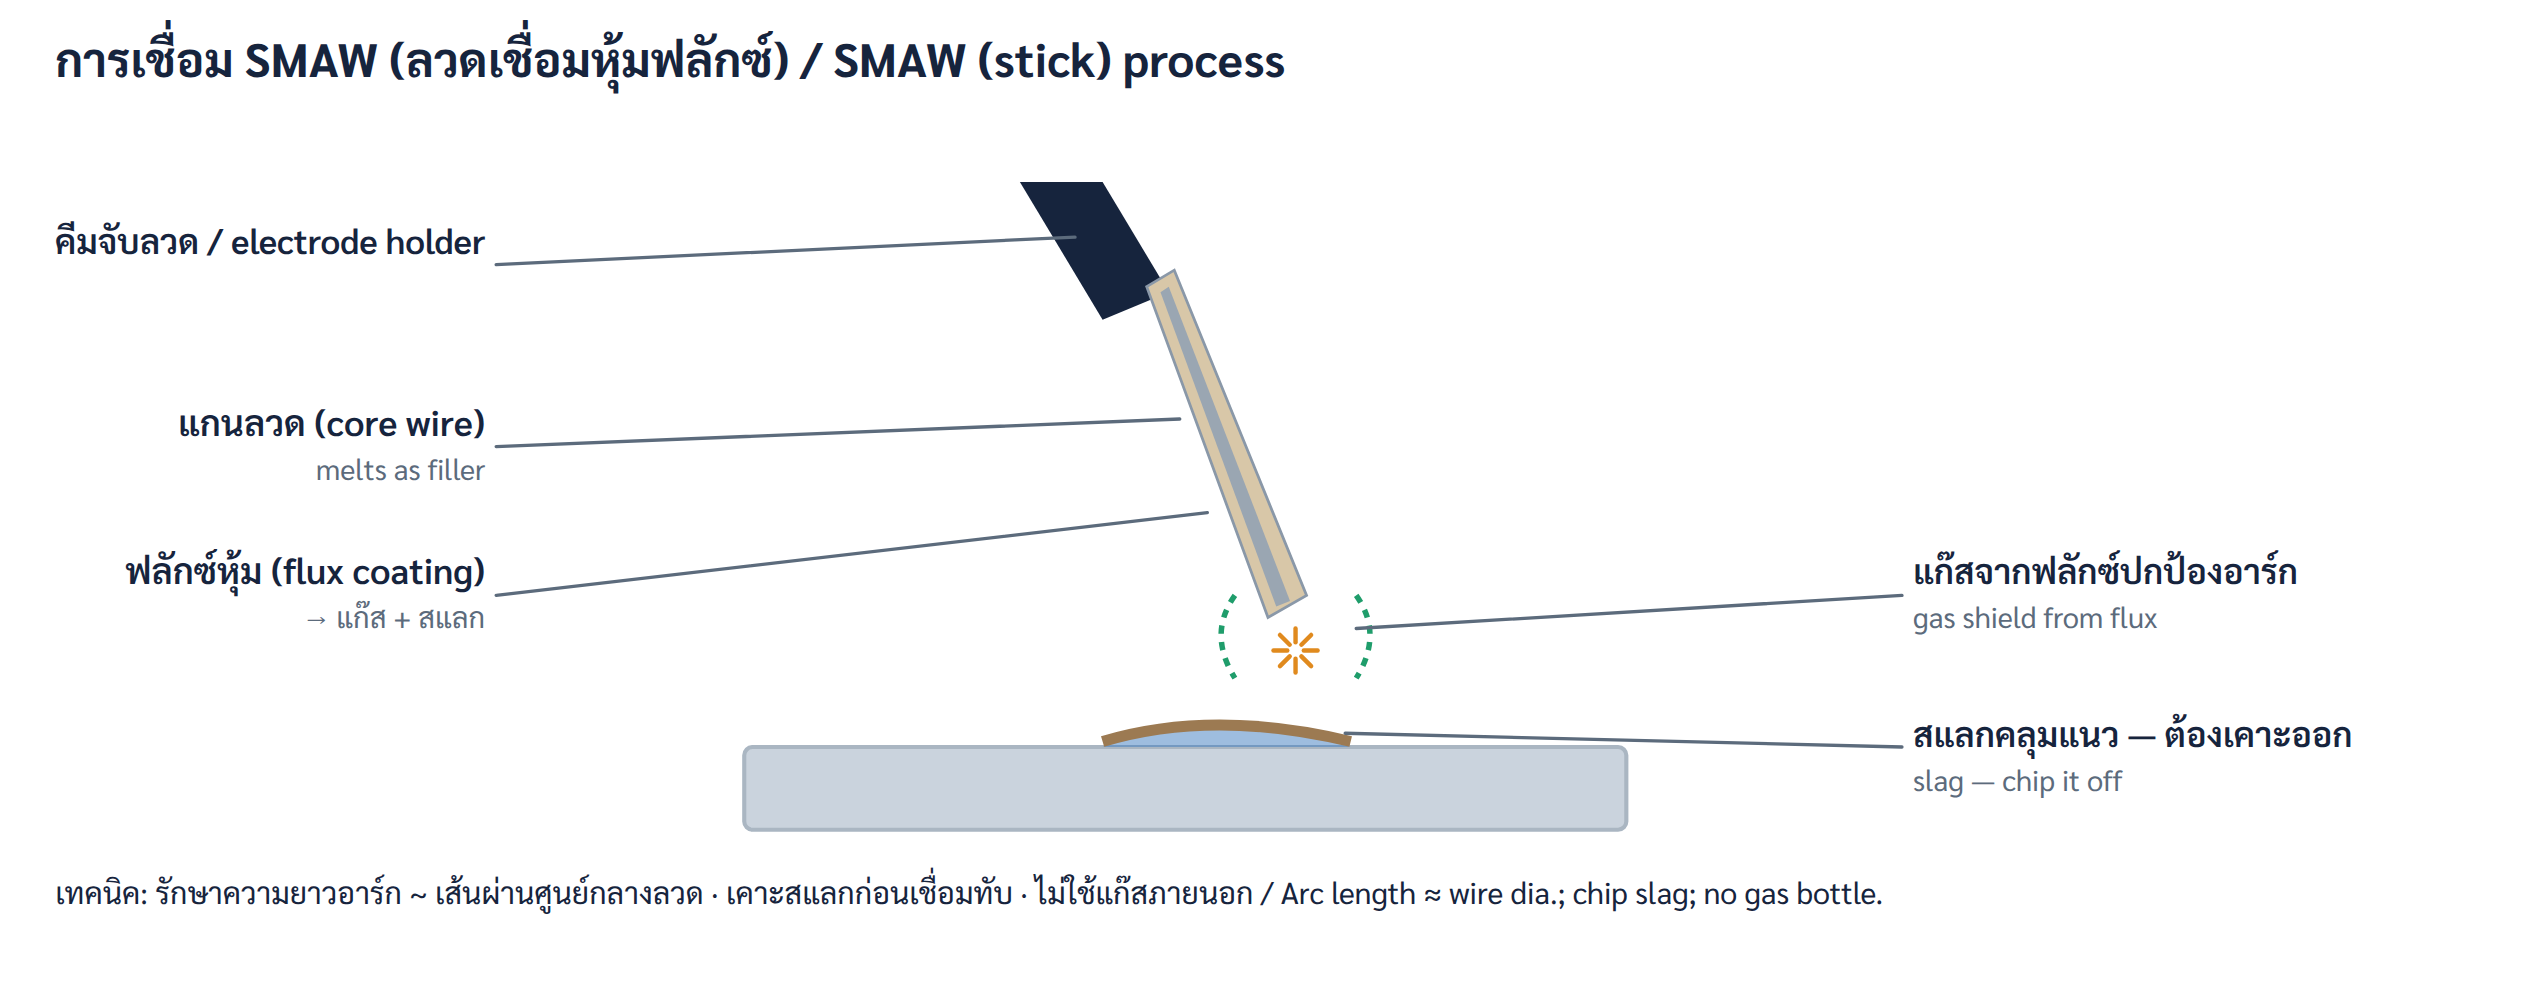 การเชื่อม SMAW (ลวดเชื่อมหุ้มฟลักซ์) / SMAW (stick) process
คีมจับลวด / electrode holder
แกนลวด (core wire)
melts as filler
ฟลักซ์หุ้ม (flux coating)
→ แก๊ส + สแลก
แก๊สจากฟลักซ์ปกป้องอาร์ก
gas shield from flux
สแลกคลุมแนว — ต้องเคาะออก
slag — chip it off
เทคนิค: รักษาความยาวอาร์ก ~ เส้นผ่านศูนย์กลางลวด · เคาะสแลกก่อนเชื่อมทับ · ไม่ใช้แก๊สภายนอก / Arc length ≈ wire dia.; chip slag; no gas bottle.